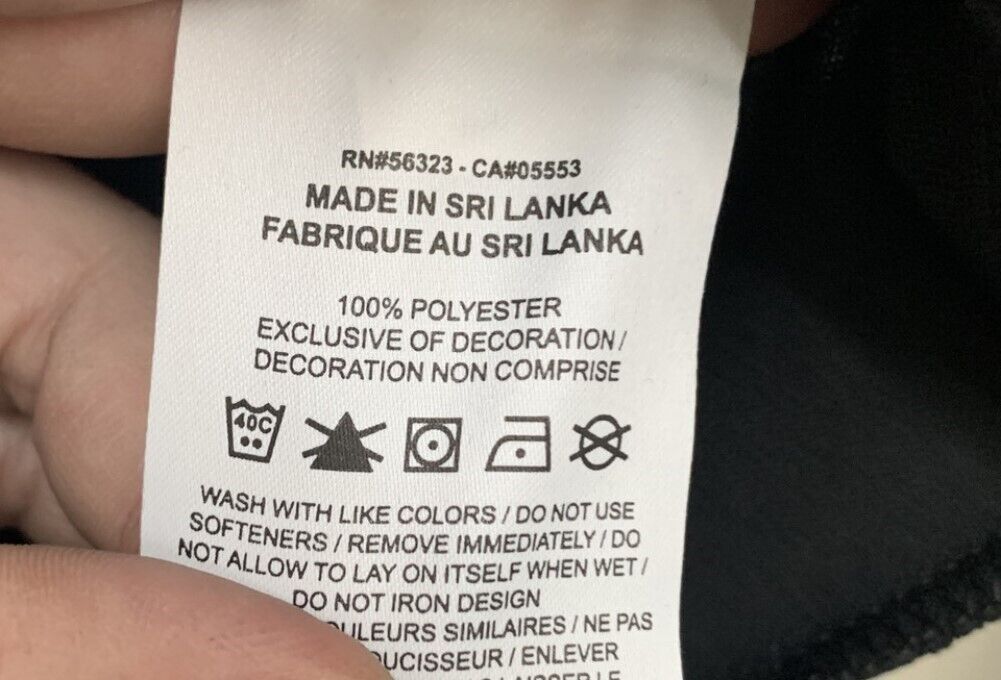 RN#56323 - CA#05553
MADE IN SRI LANKA
FABRIQUE AU SRI LANKA
100% POLYESTER
EXCLUSIVE OF DECORATION/
DECORATION NON COMPRISE
40C
WASH WITH LIKE COLORS / DO NOT USE
SOFTENERS / REMOVE IMMEDIATELY / DO
NOT ALLOW TO LAY ON ITSELF WHEN WET /
DO NOT IRON DESIGN
SIMILAIRES / NE PAS
/ ENLEVER